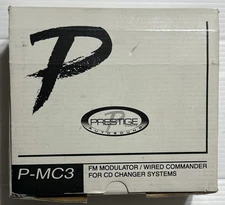 P
PRESTIGE
P-MC3
FM MODULATOR / WIRED COMMANDER
FOR CD CHANGER SYSTEMS